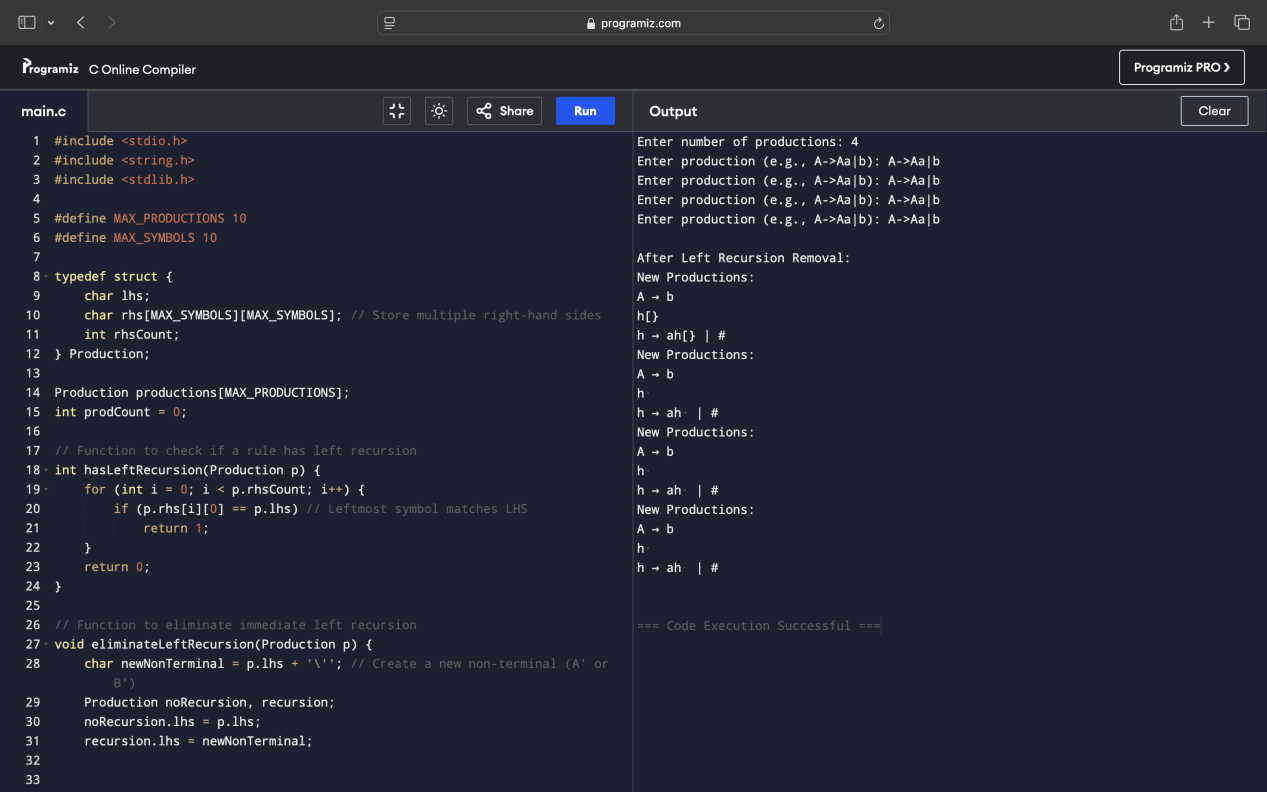 programiz.com
Programiz C Online Compiler
Programiz PRO ❯
main.c
Share
Run
1 #include <stdio.h>
2 #include <string.h>
3 #include <stdlib.h>
4
5 #define MAX_PRODUCTIONS 10
6 #define MAX_SYMBOLS 10
7
8 typedef struct {
9     char lhs;
10     char rhs[MAX_SYMBOLS][MAX_SYMBOLS]; // Store multiple right-hand sides
11     int rhsCount;
12 } Production;
13
14 Production productions[MAX_PRODUCTIONS];
15 int prodCount = 0;
16
17 // Function to check if a rule has left recursion
18 int hasLeftRecursion(Production p) {
19     for (int i = 0; i < p.rhsCount; i++) {
20         if (p.rhs[i][0] == p.lhs) // Leftmost symbol matches LHS
21             return 1;
22     }
23     return 0;
24 }
25
26 // Function to eliminate immediate left recursion
27 void eliminateLeftRecursion(Production p) {
28     char newNonTerminal = p.lhs + '\''; // Create a new non-terminal (A' or
B')
29     Production noRecursion, recursion;
30     noRecursion.lhs = p.lhs;
31     recursion.lhs = newNonTerminal;
32
33
Output
Clear
Enter number of productions: 4
Enter production (e.g., A->Aa|b): A->Aa|b
Enter production (e.g., A->Aa|b): A->Aa|b
Enter production (e.g., A->Aa|b): A->Aa|b
Enter production (e.g., A->Aa|b): A->Aa|b
After Left Recursion Removal:
New Productions:
A → b
h[}
h → ah[} | #
New Productions:
A → b
h·
h → ah· | #
New Productions:
A → b
h·
h → ah· | #
New Productions:
A → b
h·
h → ah· | #
=== Code Execution Successful ===